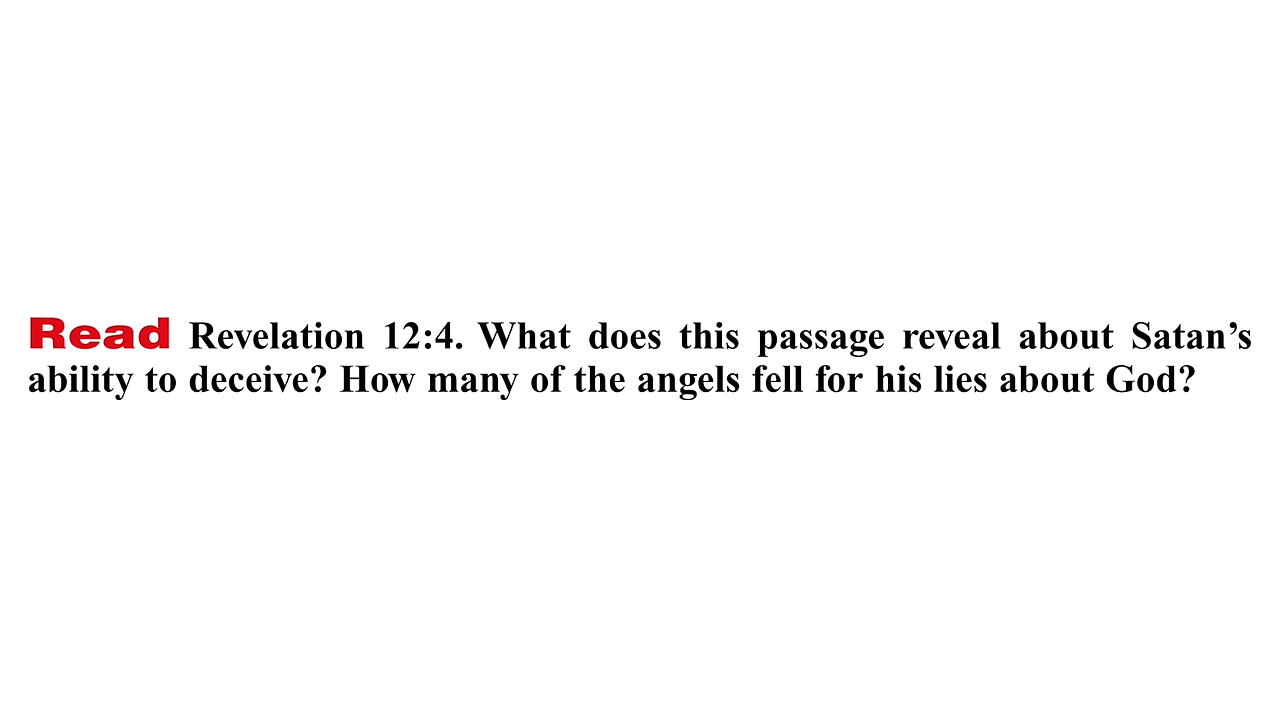 Read Revelation 12:4. What does this passage reveal about Satan’s
ability to deceive? How many of the angels fell for his lies about God?